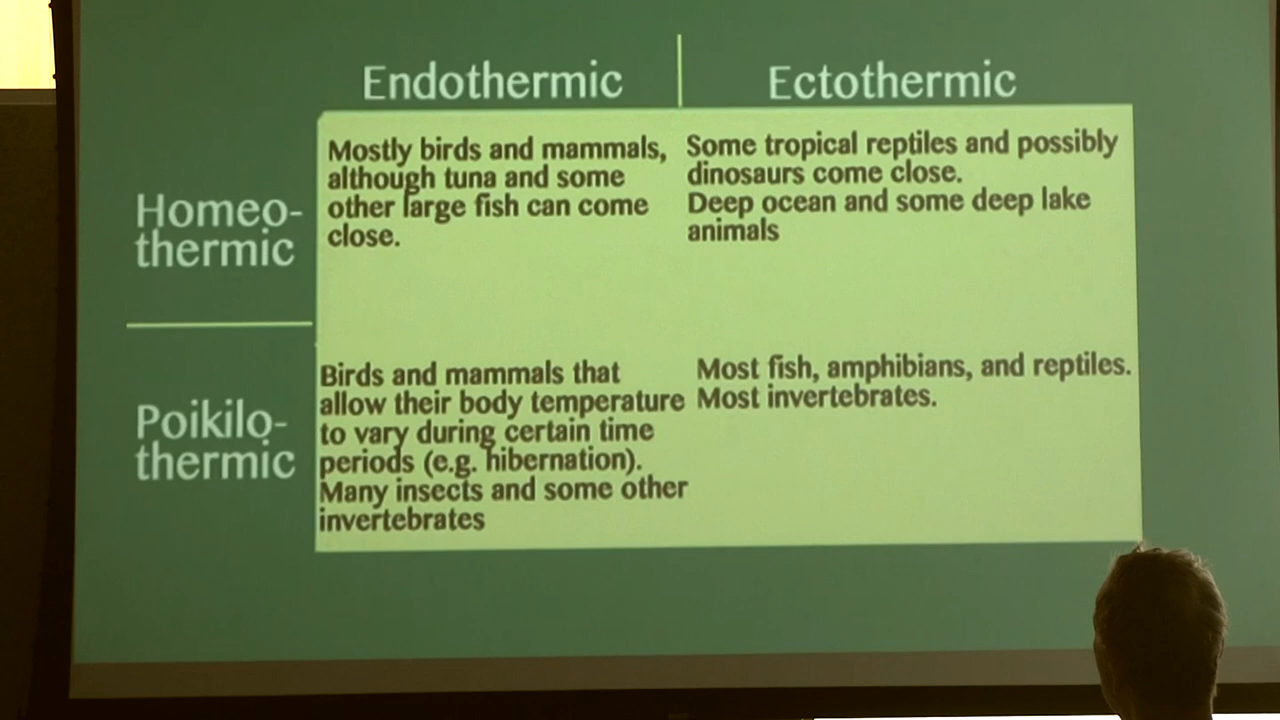 Endothermic
Ectothermic
Homeo-
thermic
Mostly birds and mammals,
although tuna and some
other large fish can come
close.
Some tropical reptiles and possibly
dinosaurs come close.
Deep ocean and some deep lake
animals
Poikilo-
thermic
Birds and mammals that
allow their body temperature
to vary during certain time
periods (e.g. hibernation).
Many insects and some other
invertebrates
Most fish, amphibians, and reptiles.
Most invertebrates.